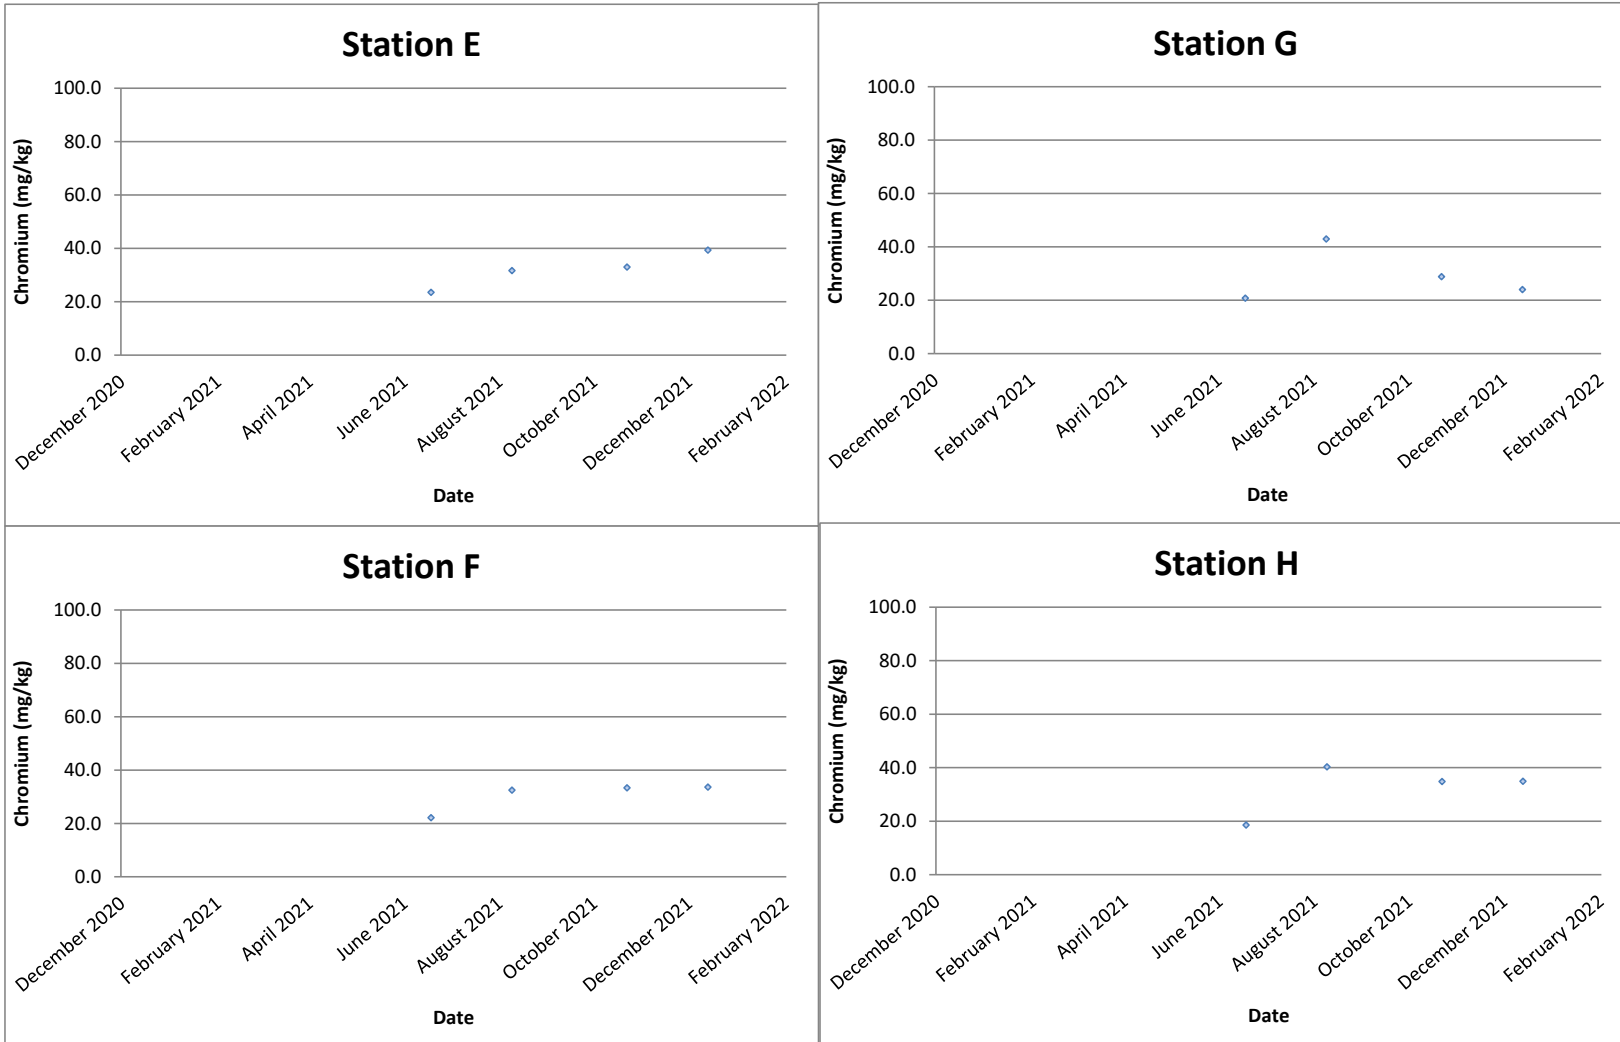 Station E
100.0
80.0
60.0
40.0
20.0
0.0
Chromium (mg/kg)
December 2020
February 2021
April 2021
June 2021
August 2021
October 2021
December 2021
February 2022
Date
Station G
100.0
80.0
60.0
40.0
20.0
0.0
Chromium (mg/kg)
December 2020
February 2021
April 2021
June 2021
August 2021
October 2021
December 2021
February 2022
Date
Station F
100.0
80.0
60.0
40.0
20.0
0.0
Chromium (mg/kg)
December 2020
February 2021
April 2021
June 2021
August 2021
October 2021
December 2021
February 2022
Date
Station H
100.0
80.0
60.0
40.0
20.0
0.0
Chromium (mg/kg)
December 2020
February 2021
April 2021
June 2021
August 2021
October 2021
December 2021
February 2022
Date